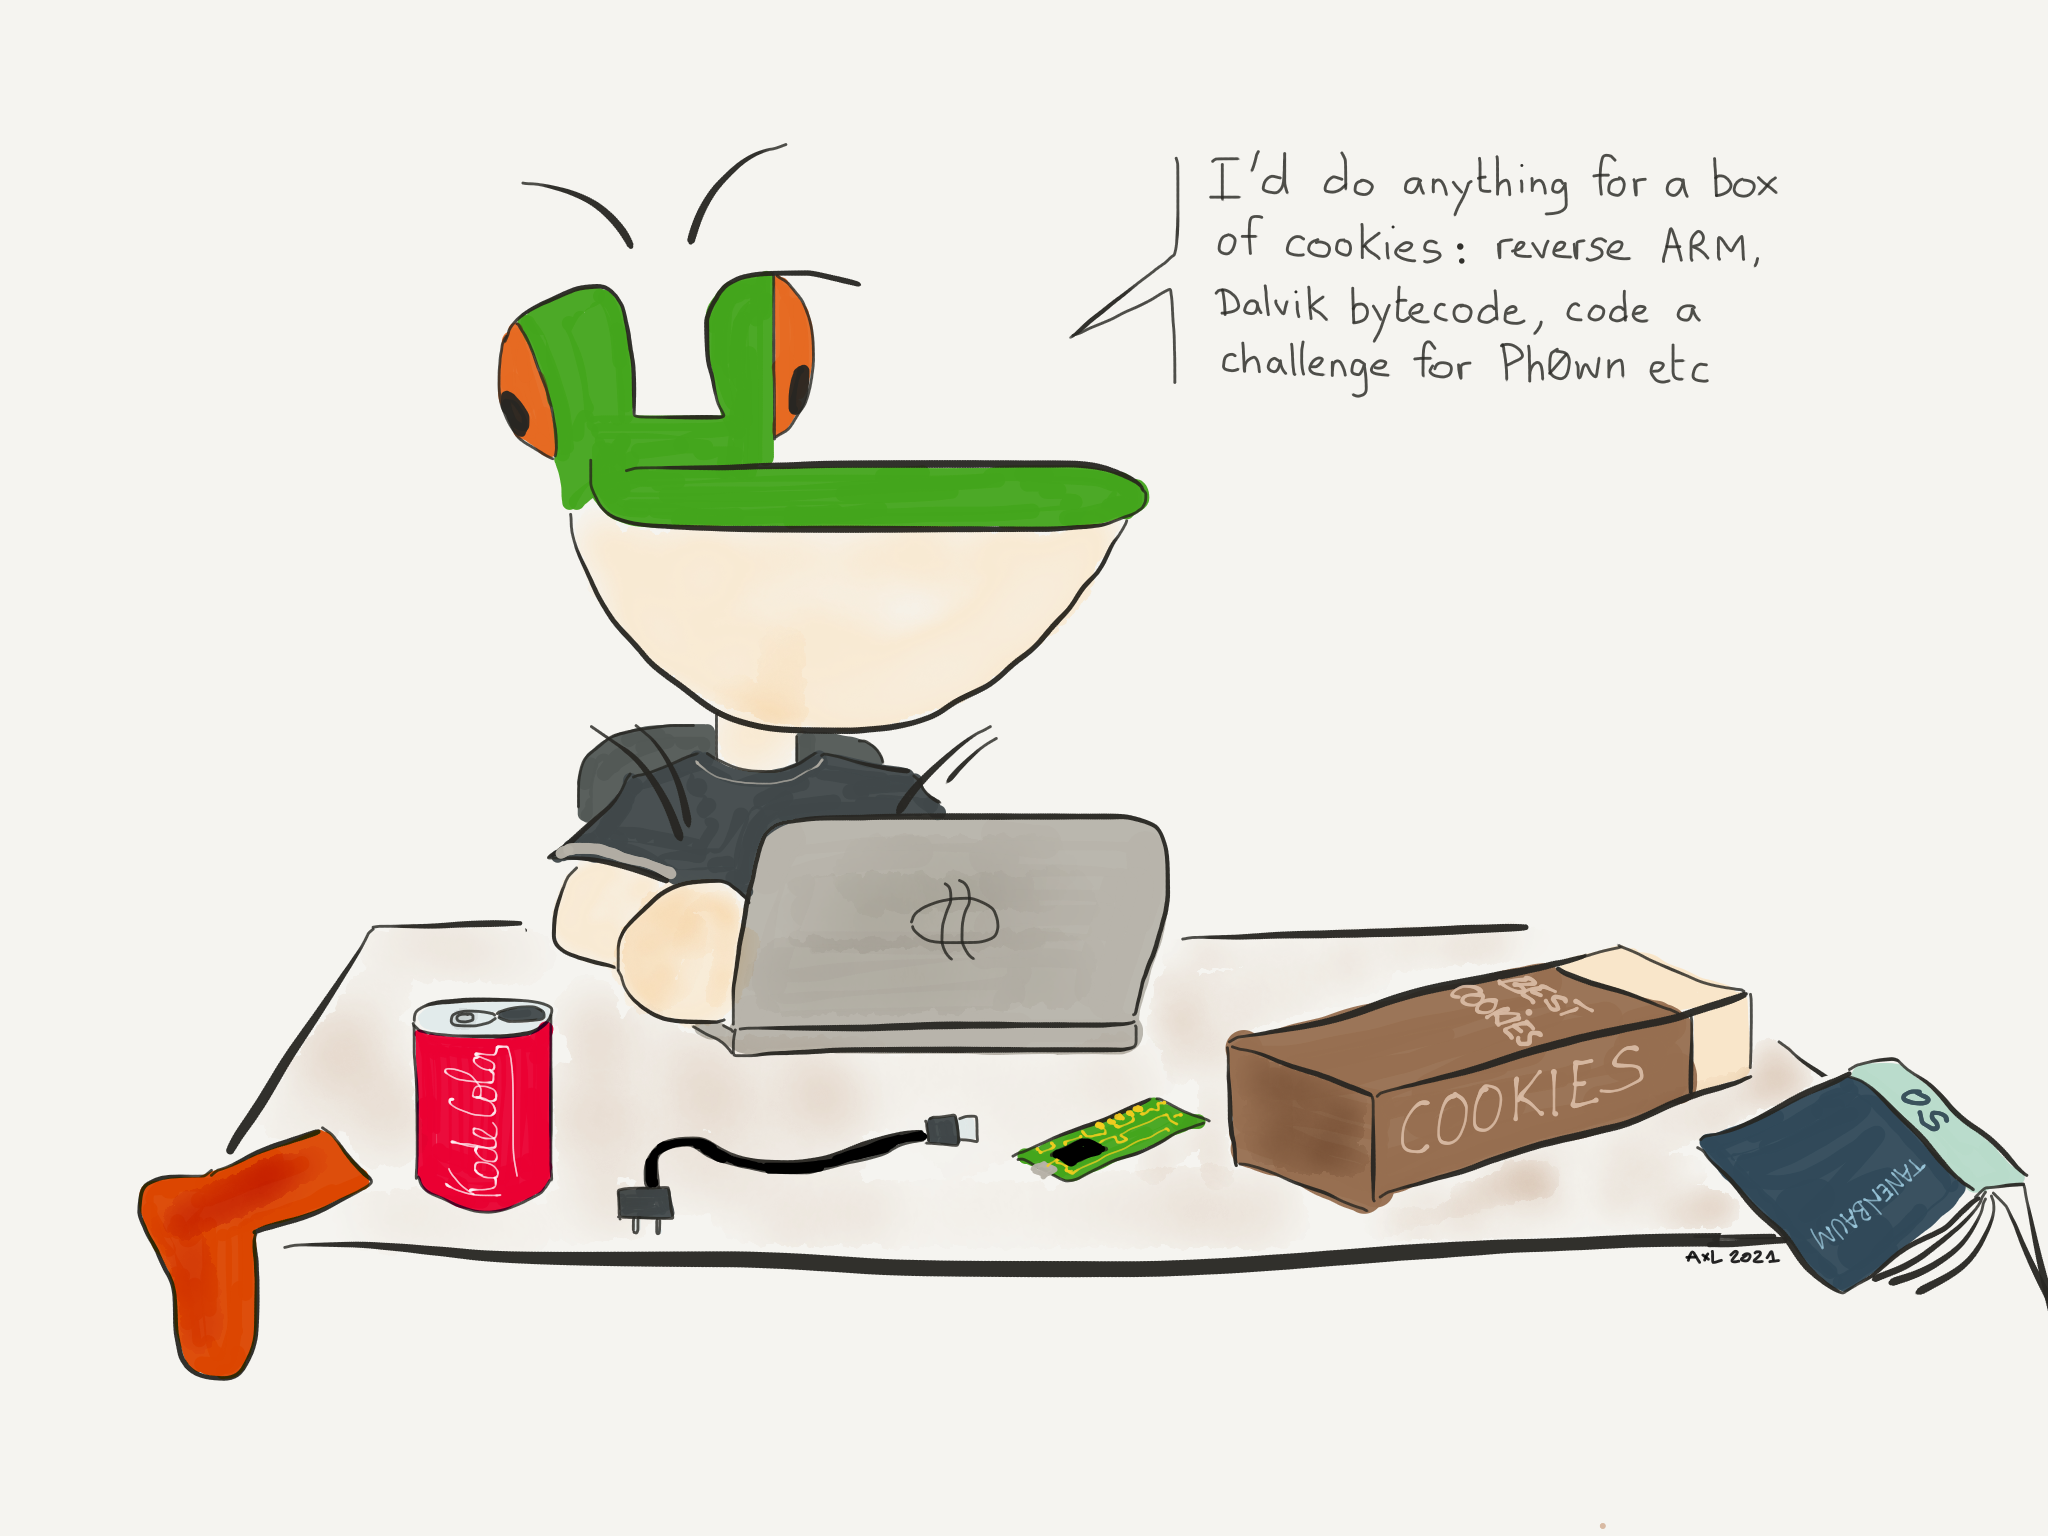 I'd do anything for a box
of cookies: reverse ARM,
Dalvik bytecode, code a
challenge for Ph0wn etc
BEST
COOKIES
COOKIES
Kode Cola
OS
TANENBAUM
AxL 2021